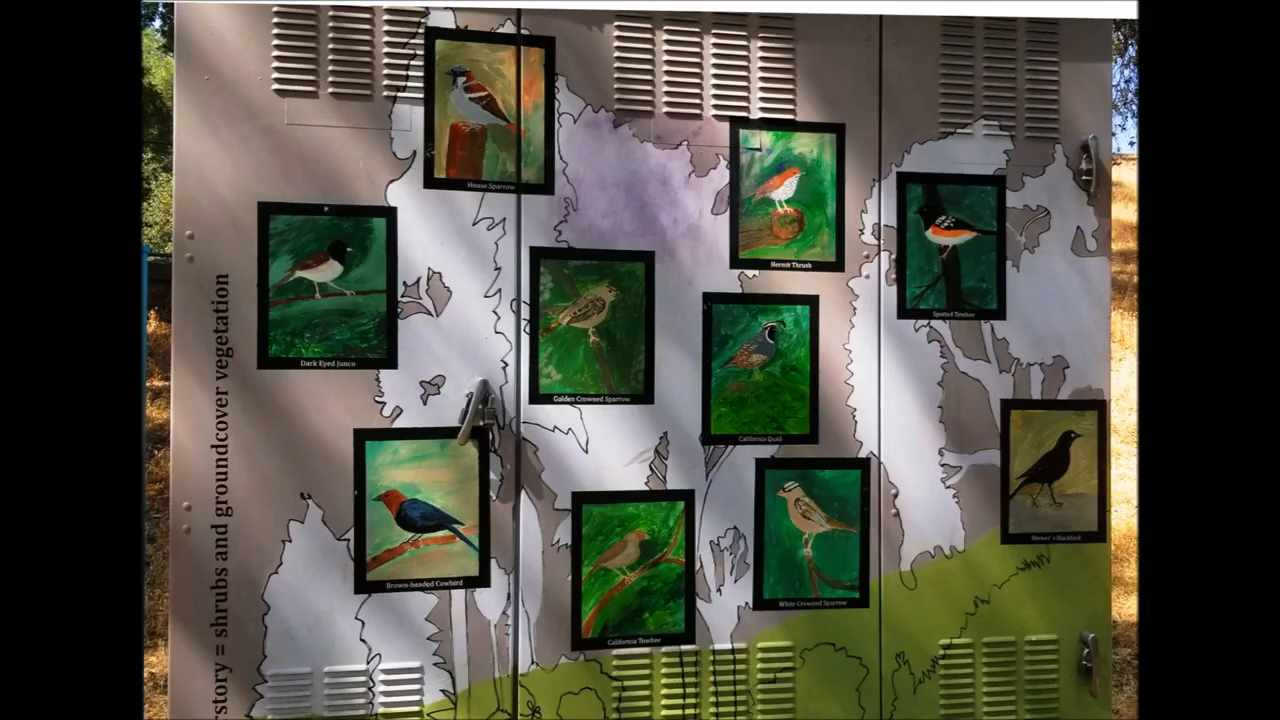 House Sparrow
Hermit Thrush
Spotted Towhee
Dark Eyed Junco
Golden Crowned Sparrow
California Quail
Brewer's Blackbird
Brown-headed Cowbird
White Crowned Sparrow
California Towhee
rstory = shrubs and groundcover vegetation